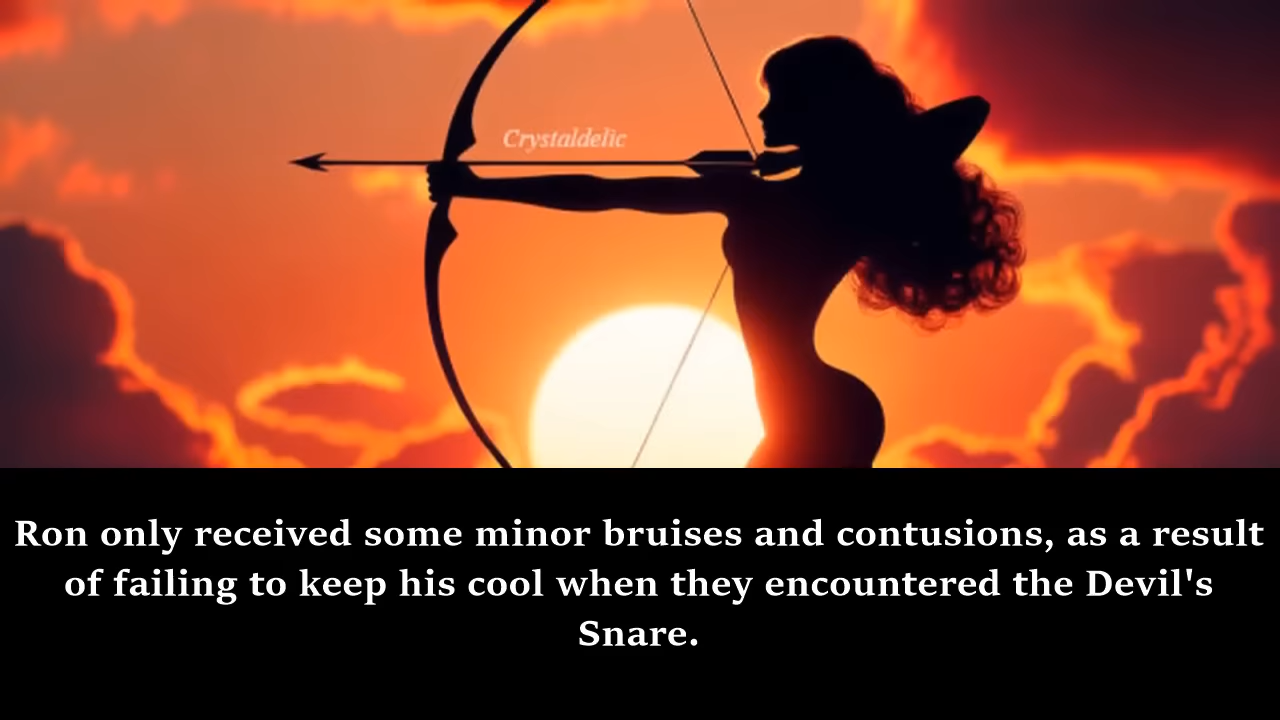 Crystaldelic
Ron only received some minor bruises and contusions, as a result
of failing to keep his cool when they encountered the Devil's
Snare.